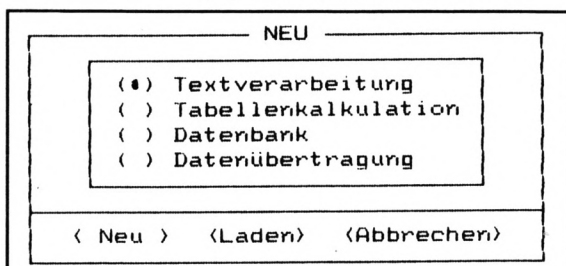 NEU
(•) Textverarbeitung
( ) Tabellenkalkulation
( ) Datenbank
( ) Datenübertragung
< Neu > <Laden> <Abbrechen>